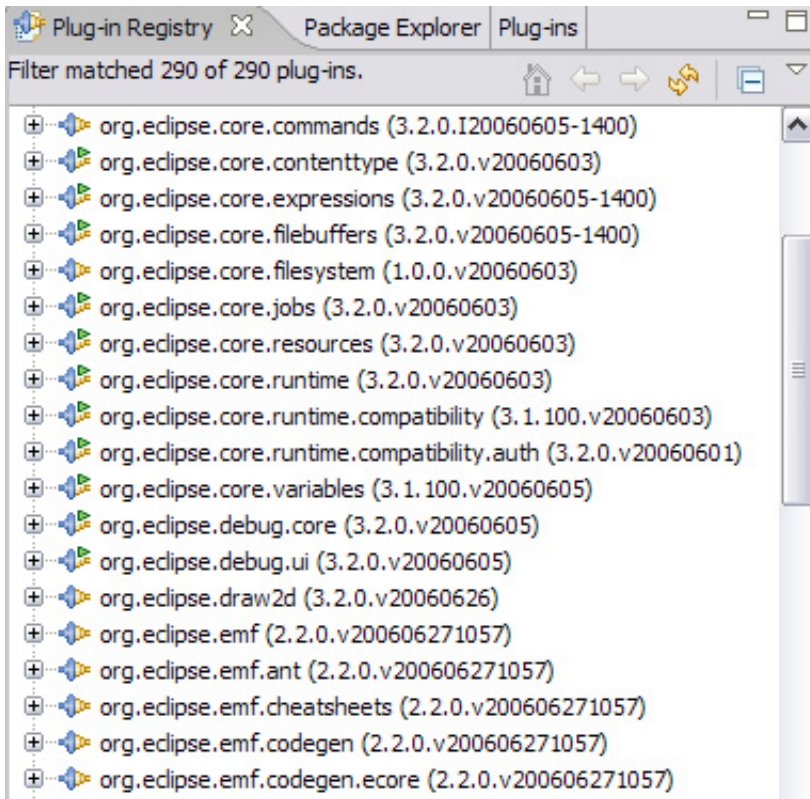 Plug-in Registry Package Explorer Plug-ins
Filter matched 290 of 290 plug-ins.
org.eclipse.core.commands (3.2.0.I20060605-1400)
org.eclipse.core.contenttype (3.2.0.v20060603)
org.eclipse.core.expressions (3.2.0.v20060605-1400)
org.eclipse.core.filebuffers (3.2.0.v20060605-1400)
org.eclipse.core.filesystem (1.0.0.v20060603)
org.eclipse.core.jobs (3.2.0.v20060603)
org.eclipse.core.resources (3.2.0.v20060603)
org.eclipse.core.runtime (3.2.0.v20060603)
org.eclipse.core.runtime.compatibility (3.1.100.v20060603)
org.eclipse.core.runtime.compatibility.auth (3.2.0.v20060601)
org.eclipse.core.variables (3.1.100.v20060605)
org.eclipse.debug.core (3.2.0.v20060605)
org.eclipse.debug.ui (3.2.0.v20060605)
org.eclipse.draw2d (3.2.0.v20060626)
org.eclipse.emf (2.2.0.v200606271057)
org.eclipse.emf.ant (2.2.0.v200606271057)
org.eclipse.emf.cheatsheets (2.2.0.v200606271057)
org.eclipse.emf.codegen (2.2.0.v200606271057)
org.eclipse.emf.codegen.ecore (2.2.0.v200606271057)